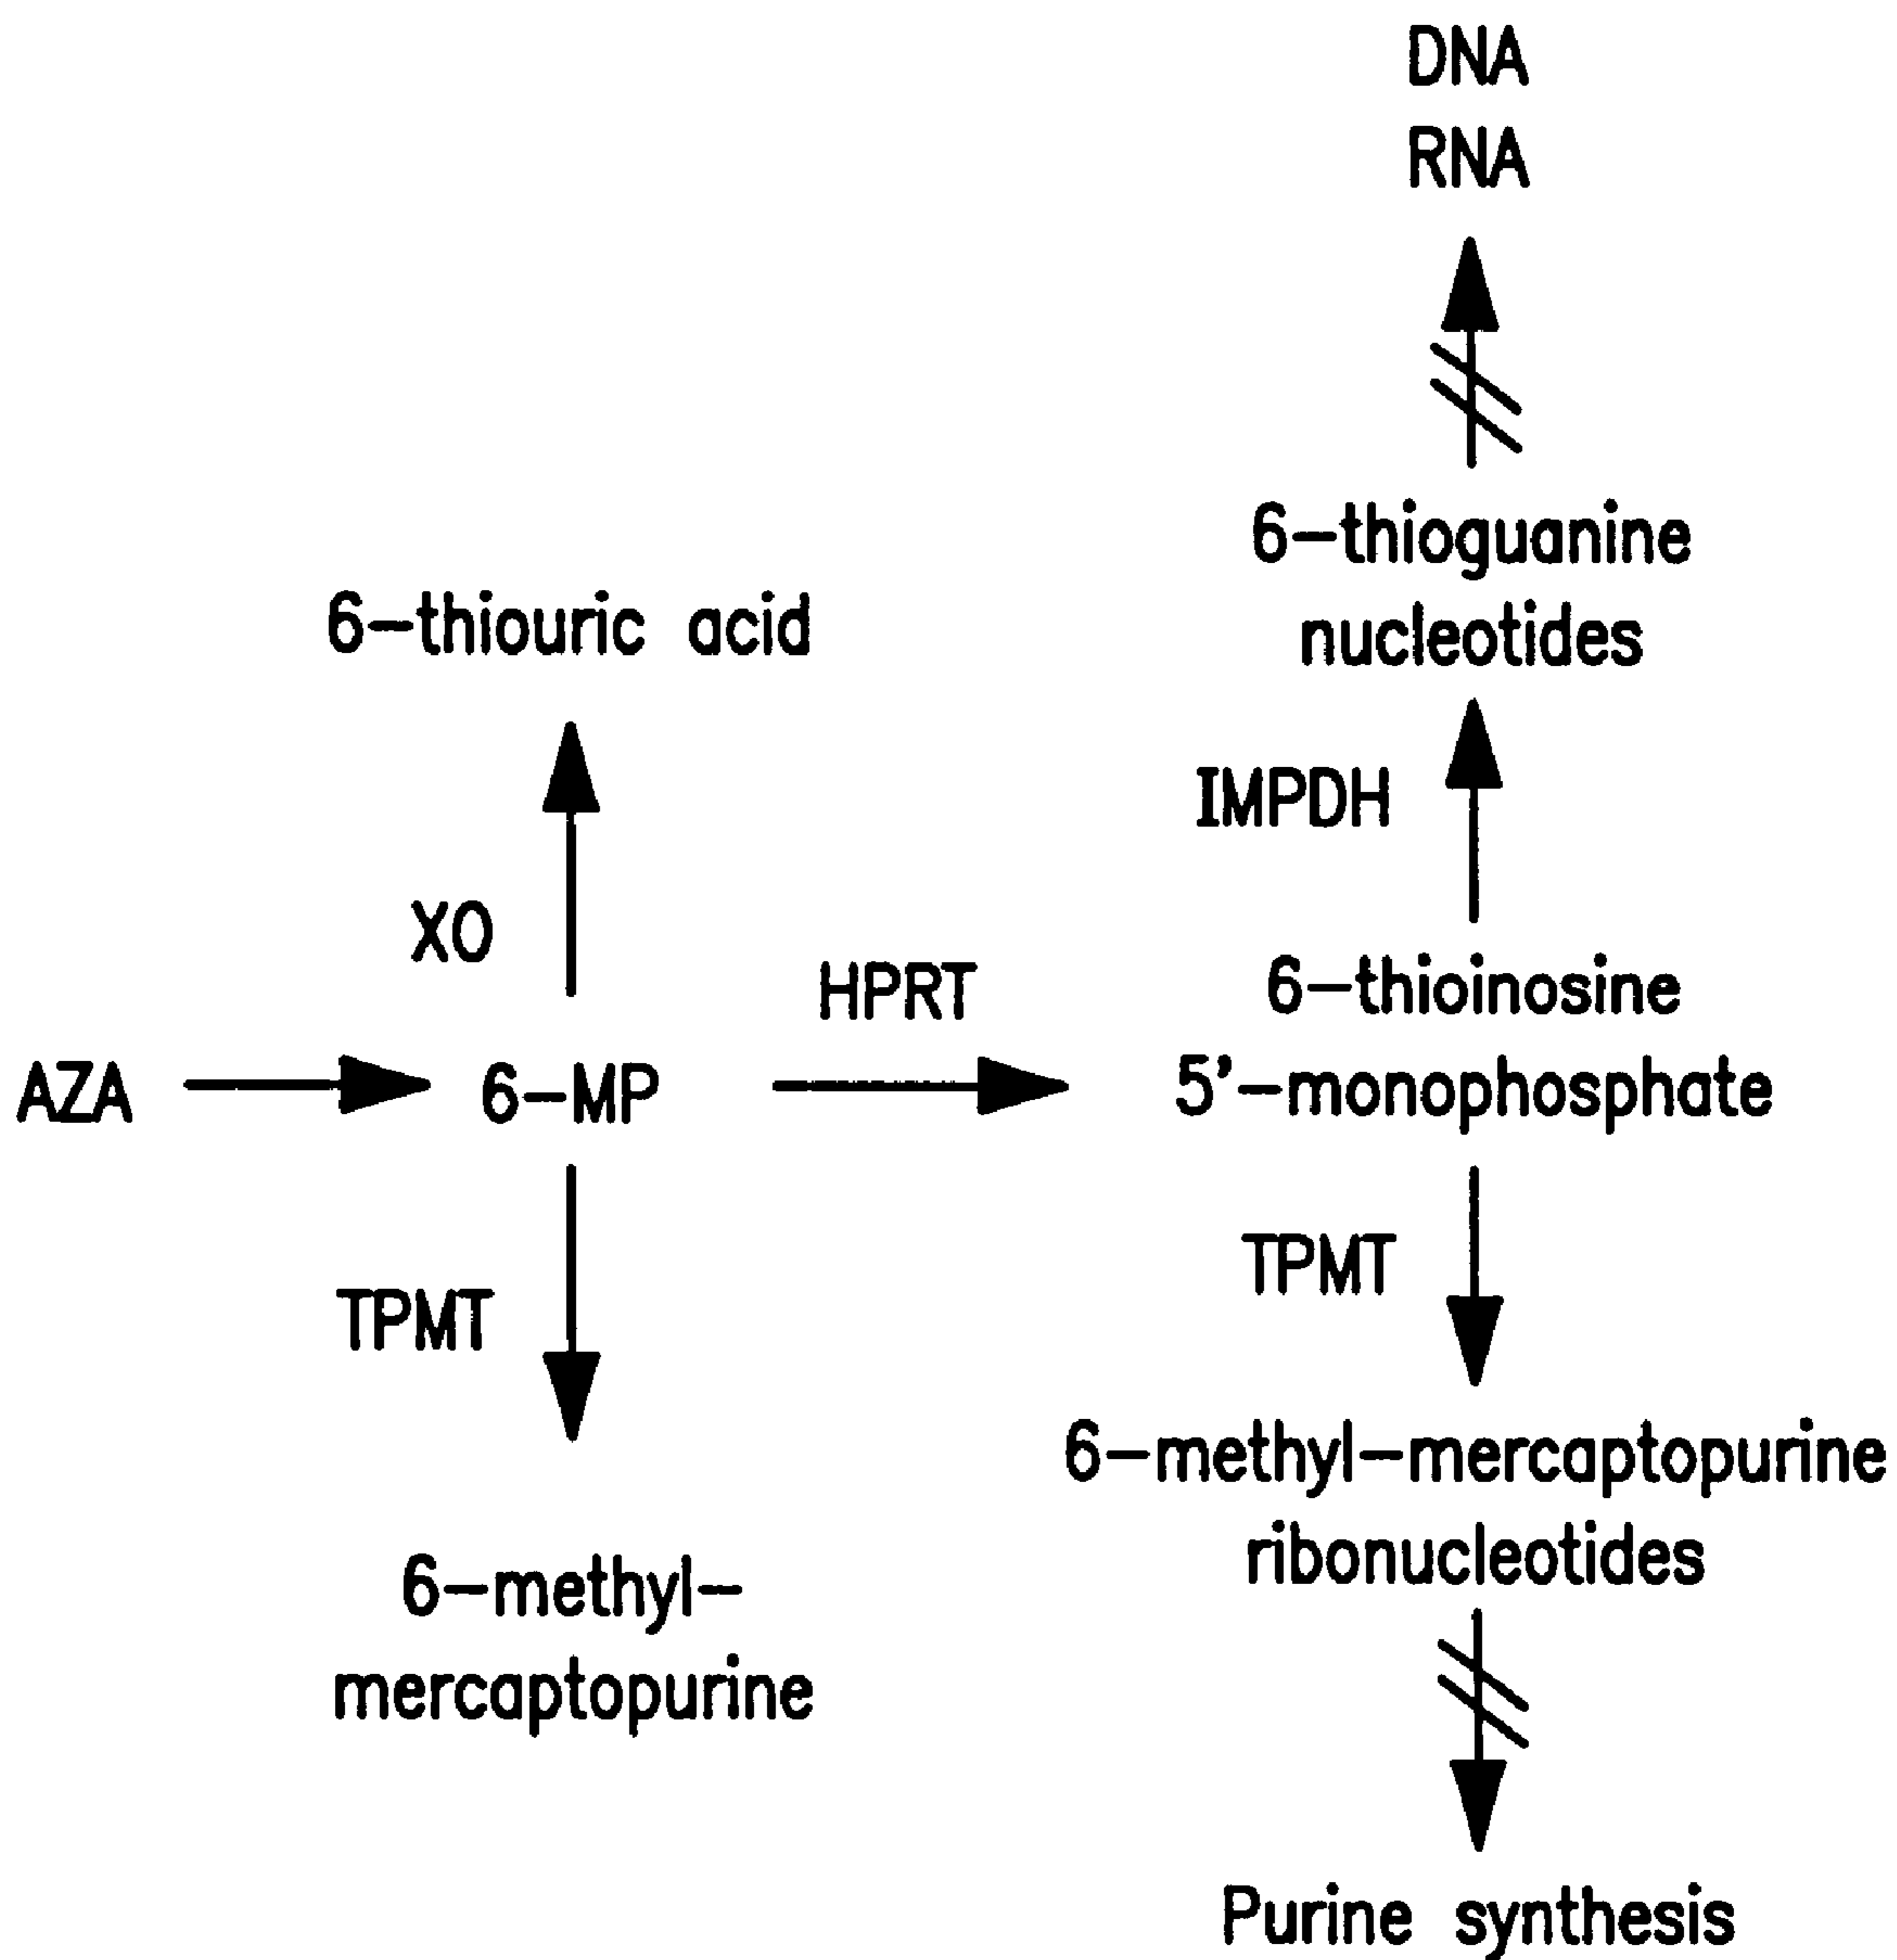 DNA
RNA
6-thioguanine
nucleotides
6-thiouric acid
IMPDH
XO
HPRT
6-thioinosine
5'-monophosphate
AZA
6-MP
TPMT
TPMT
6-methyl-mercaptopurine
ribonucleotides
6-methyl-
mercaptopurine
Purine synthesis